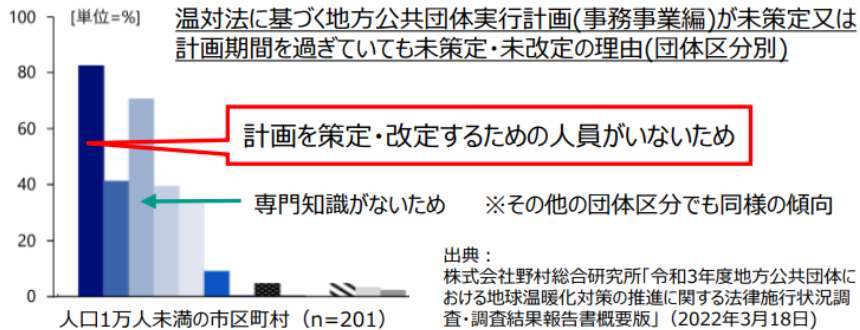 [単位=%]
温対法に基づく地方公共団体実行計画(事務事業編)が未策定又は
計画期間を過ぎていても未策定・未改定の理由(団体区分別)
100
80
60
40
20
0
計画を策定・改定するための人員がいないため
専門知識がないため
※その他の団体区分でも同様の傾向
人口1万人未満の市区町村（n=201）
出典：
株式会社野村総合研究所「令和3年度地方公共団体に
おける地球温暖化対策の推進に関する法律施行状況調
査・調査結果報告書概要版」（2022年3月18日）